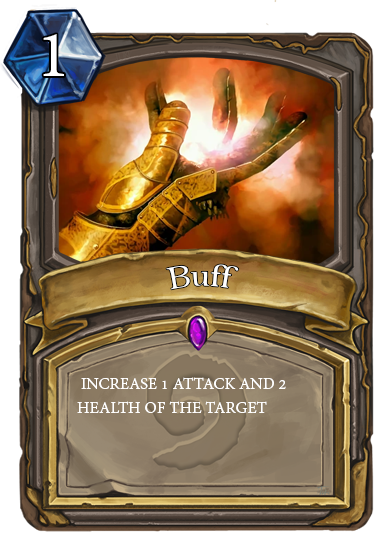 1
Buff
INCREASE 1 ATTACK AND 2
HEALTH OF THE TARGET